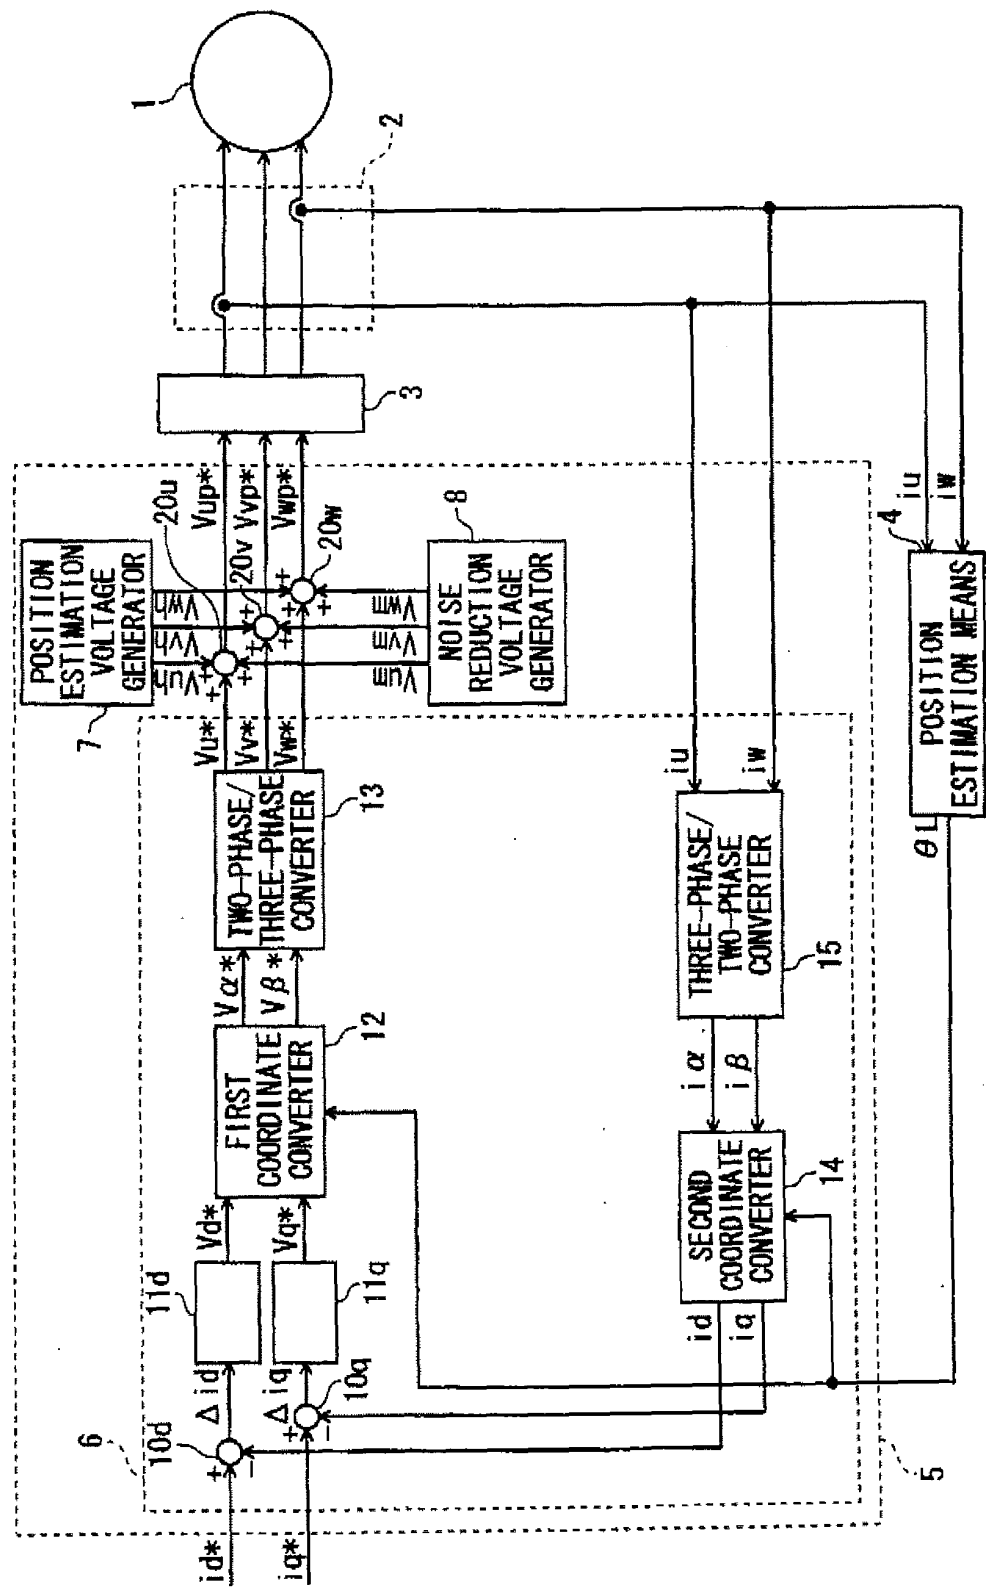 1
2
3
Vup*
Vvp*
Vwp*
20u
20v
20w
POSITION
ESTIMATION
VOLTAGE
GENERATOR
7
Vuh
Vvh
Vwh
+
+
+
+
+
+
+
+
+
NOISE
REDUCTION
VOLTAGE
GENERATOR
8
Vum
Vvm
Vwm
Vu*
Vv*
Vw*
TWO-PHASE/
THREE-PHASE
CONVERTER
13
Vα*
Vβ*
FIRST
COORDINATE
CONVERTER
12
Vd*
Vq*
11d
11q
Δid
Δiq
10d
10q
+
−
+
−
id*
iq*
6
5
iu
iw
THREE-PHASE/
TWO-PHASE
CONVERTER
15
iα
iβ
SECOND
COORDINATE
CONVERTER
14
id
iq
iu
iw
4
POSITION
ESTIMATION MEANS
θL